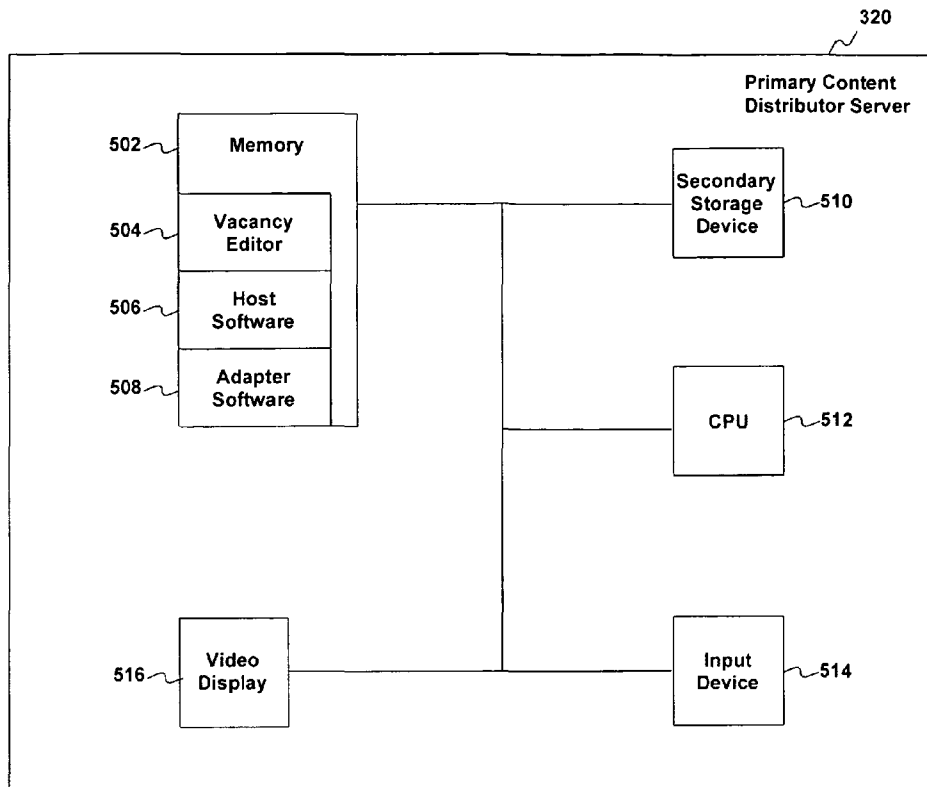 320
Primary Content
Distributor Server
502
Memory
504
Vacancy
Editor
506
Host
Software
508
Adapter
Software
Secondary
Storage
Device
510
CPU
512
516
Video
Display
Input
Device
514